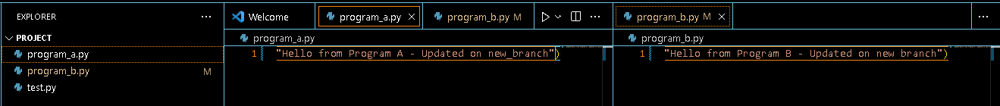 EXPLORER
PROJECT
program_a.py
program_b.py M
test.py
Welcome
program_a.py
program_b.py M
program_a.py
1 "Hello from Program A - Updated on new_branch")
program_b.py M
program_b.py
1 "Hello from Program B - Updated on new branch")